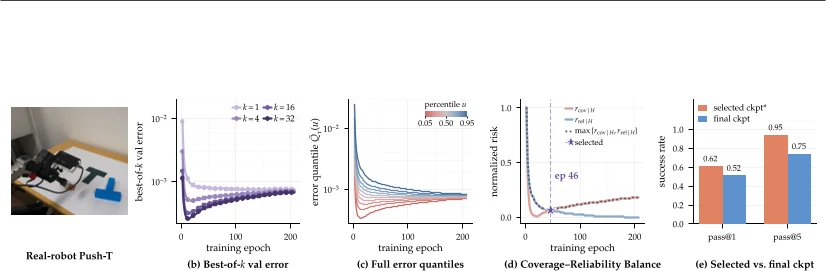 Real-robot Push-T
best-of-k val error
10⁻²
10⁻³
k = 1
k = 16
k = 4
k = 32
0
100
200
training epoch
(b) Best-of-k val error
error quantile Q̃ₜ(u)
10⁻²
10⁻³
percentile u
0.05 0.50 0.95
0
100
200
training epoch
(c) Full error quantiles
normalized risk
1.0
0.5
0.0
r_cov|H
r_rel|H
max{r_cov|H, r_rel|H}
selected
ep 46
0
100
200
training epoch
(d) Coverage–Reliability Balance
success rate
1.0
0.8
0.6
0.4
0.2
0.0
selected ckpt*
final ckpt
0.62
0.52
0.95
0.75
pass@1
pass@5
(e) Selected vs. final ckpt